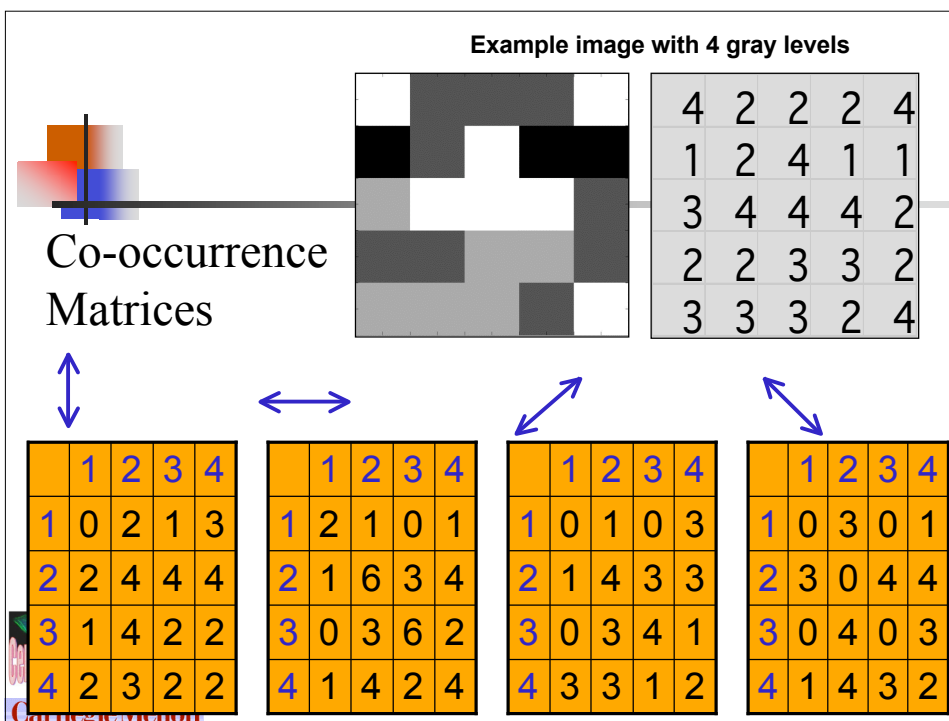 Example image with 4 gray levels
4 2 2 2 4
1 2 4 1 1
3 4 4 4 2
2 2 3 3 2
3 3 3 2 4
Co-occurrence
Matrices
1 2 3 4
1 0 2 1 3
2 2 4 4 4
3 1 4 2 2
4 2 3 2 2
1 2 3 4
1 2 1 0 1
2 1 6 3 4
3 0 3 6 2
4 1 4 2 4
1 2 3 4
1 0 1 0 3
2 1 4 3 3
3 0 3 4 1
4 3 3 1 2
1 2 3 4
1 0 3 0 1
2 3 0 4 4
3 0 4 0 3
4 1 4 3 2
Carnegie Mellon